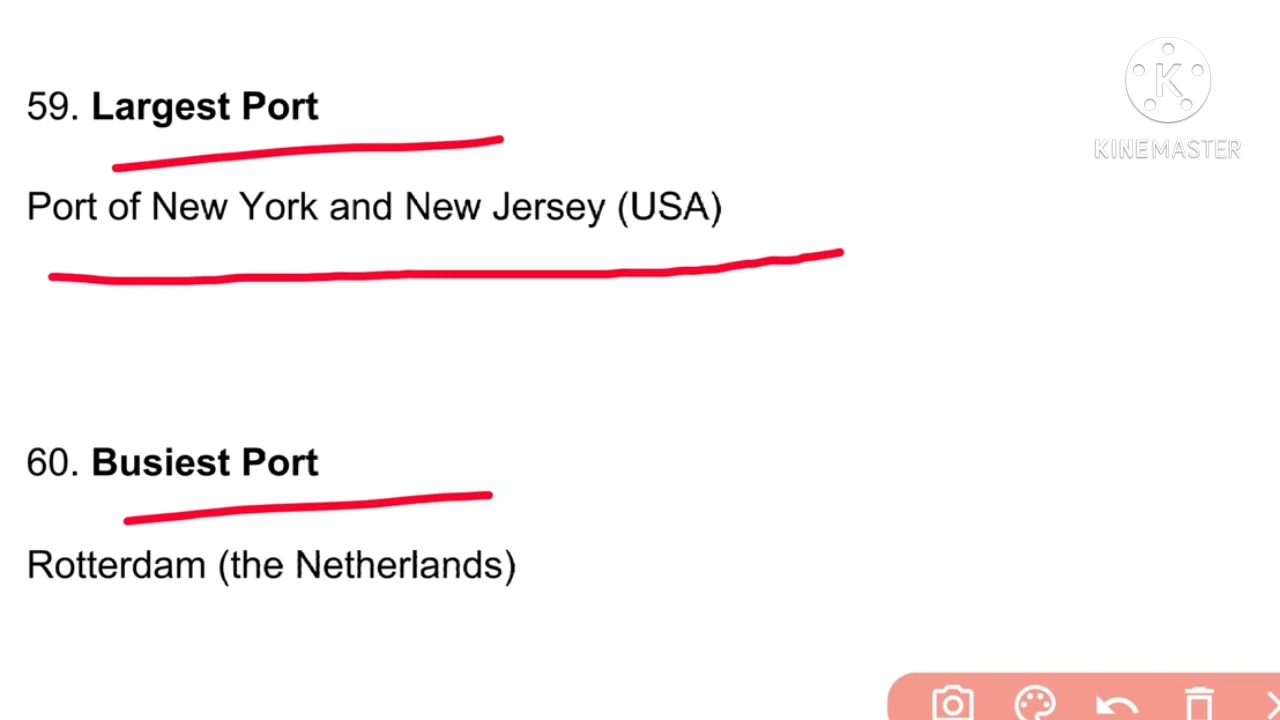 59. Largest Port
K
KINEMASTER
Port of New York and New Jersey (USA)
60. Busiest Port
Rotterdam (the Netherlands)